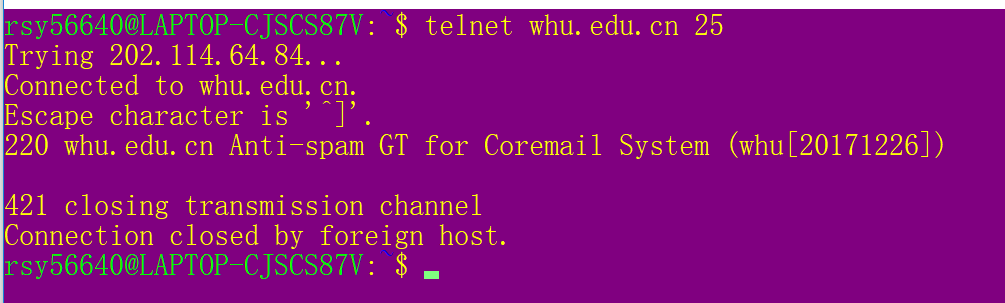 rsy56640@LAPTOP-CJSCS87V: $ telnet whu.edu.cn 25
Trying 202.114.64.84...
Connected to whu.edu.cn.
Escape character is '^]'.
220 whu.edu.cn Anti-spam GT for Coremail System (whu[20171226])
421 closing transmission channel
Connection closed by foreign host.
rsy56640@LAPTOP-CJSCS87V: $